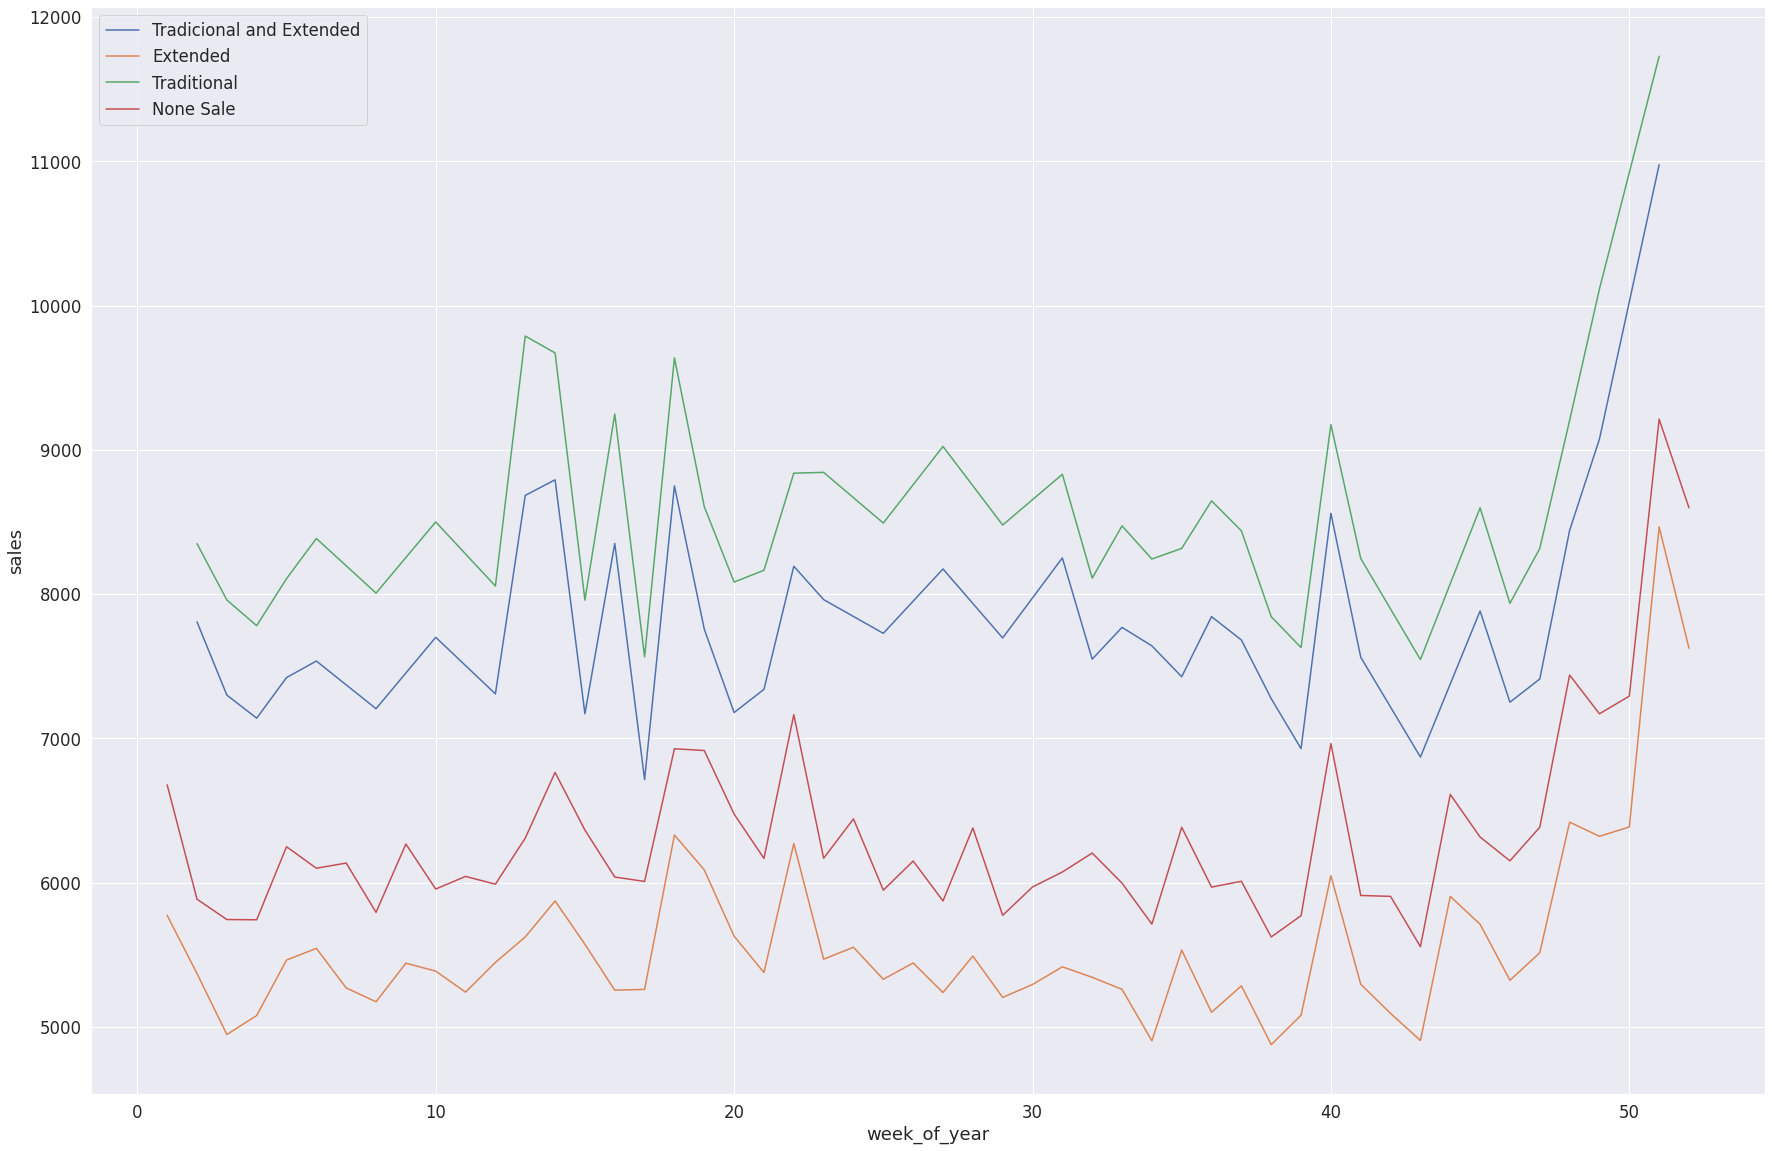 Tradicional and Extended
Extended
Traditional
None Sale
12000
11000
10000
9000
8000
7000
6000
5000
sales
0 10 20 30 40 50
week_of_year